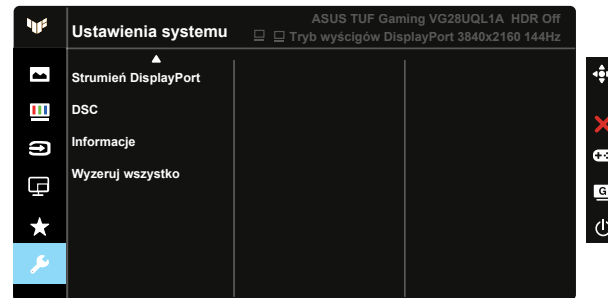 Ustawienia systemu
ASUS TUF Gaming VG28UQL1A HDR Off
Tryb wyścigów DisplayPort 3840x2160 144Hz
Strumień DisplayPort
DSC
Informacje
Wyzeruj wszystko
G